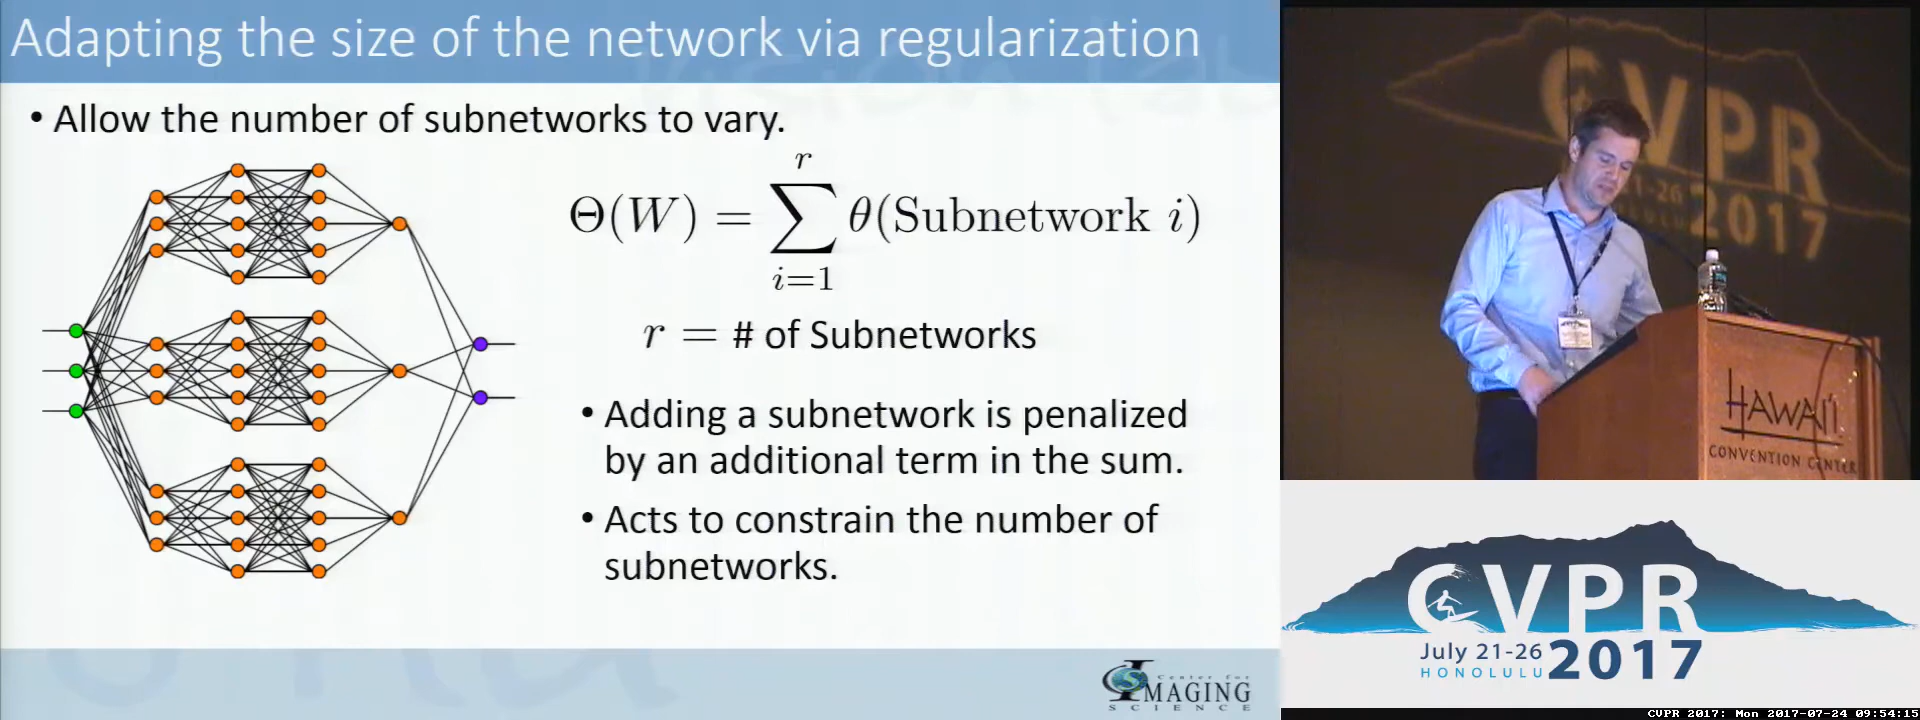 Adapting the size of the network via regularization
• Allow the number of subnetworks to vary.
Θ(W) = ∑_{i=1}^{r} θ(Subnetwork i)
r = # of Subnetworks
• Adding a subnetwork is penalized
by an additional term in the sum.
• Acts to constrain the number of
subnetworks.
Center for
IMAGING
SCIENCE
CVPR
2017
HAWAI'I
CONVENTION CENTER
CVPR
July 21-26
HONOLULU
2017
CVPR 2017: Mon 2017-07-24 09:54:15